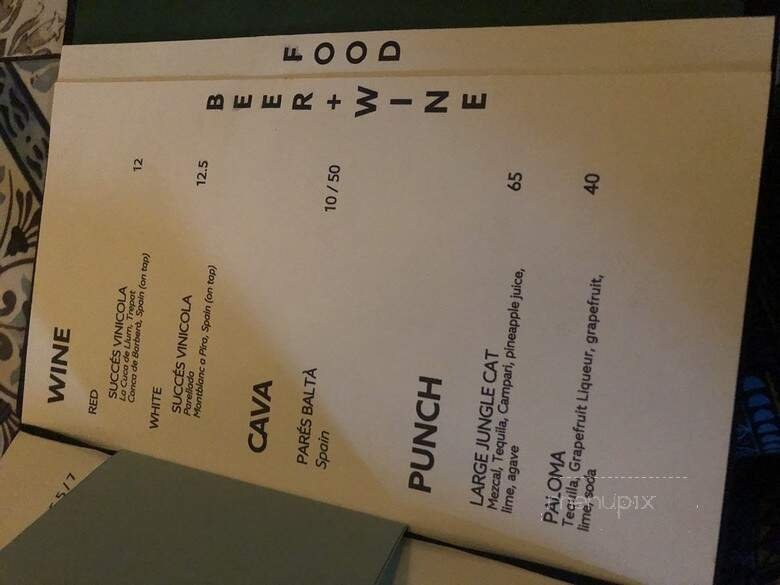 FOOD
BEER + WINE
WINE
RED
SUCCÉS VINICOLA 12
La Cuca de Llum, Trepat
Conca de Barberà, Spain (on tap)
WHITE
SUCCÉS VINICOLA 12.5
Parellada
Montblanc a Pira, Spain (on tap)
CAVA
PARÉS BALTÀ 10 / 50
Spain
PUNCH
LARGE JUNGLE CAT 65
Mezcal, Tequila, Campari, pineapple juice,
lime, agave
PALOMA 40
Tequila, Grapefruit Liqueur, grapefruit,
lime, soda
menupix